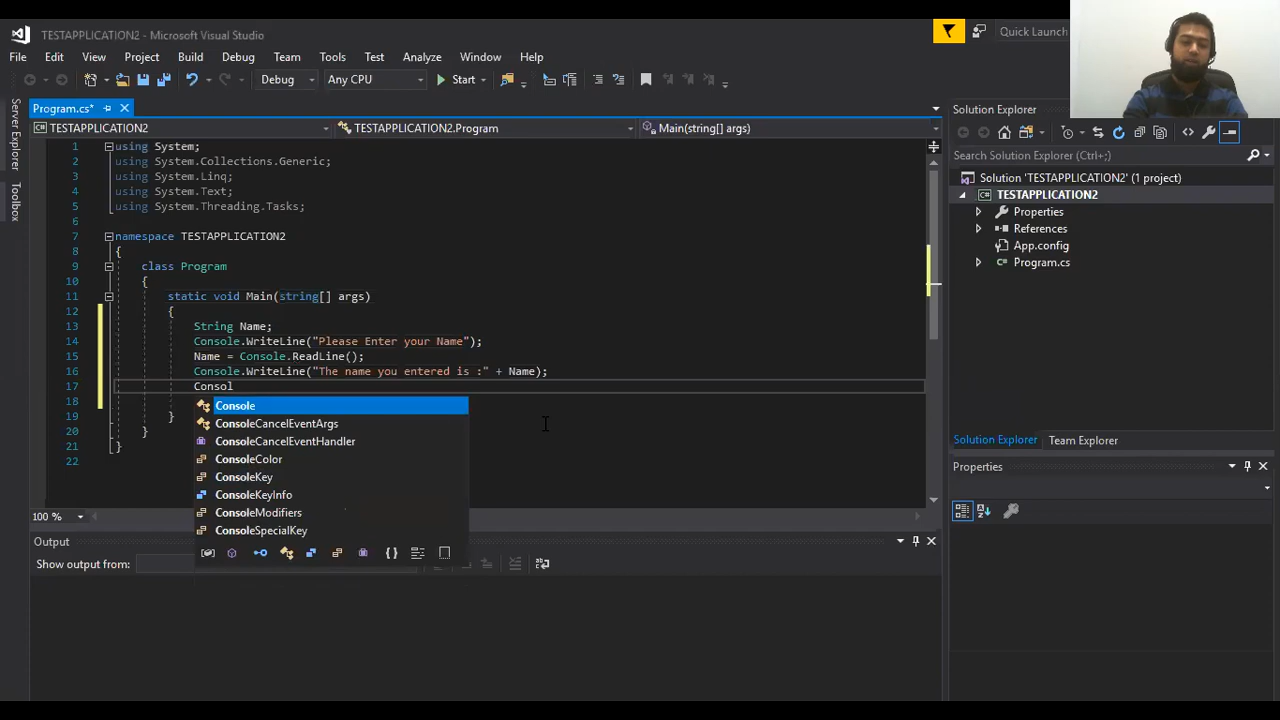 TESTAPPLICATION2 - Microsoft Visual Studio
Quick Launch
File Edit View Project Build Debug Team Tools Test Analyze Window Help
Debug Any CPU Start
Server Explorer
Toolbox
Program.cs*
TESTAPPLICATION2 TESTAPPLICATION2.Program Main(string[] args)
1 using System;
2 using System.Collections.Generic;
3 using System.Linq;
4 using System.Text;
5 using System.Threading.Tasks;
6
7 namespace TESTAPPLICATION2
8 {
9 class Program
10 {
11 static void Main(string[] args)
12 {
13 String Name;
14 Console.WriteLine("Please Enter your Name");
15 Name = Console.ReadLine();
16 Console.WriteLine("The name you entered is :" + Name);
17 Consol
18
19 }
20 }
21 }
22
Console
ConsoleCancelEventArgs
ConsoleCancelEventHandler
ConsoleColor
ConsoleKey
ConsoleKeyInfo
ConsoleModifiers
ConsoleSpecialKey
100 %
Output
Show output from:
Solution Explorer
Search Solution Explorer (Ctrl+;)
Solution 'TESTAPPLICATION2' (1 project)
TESTAPPLICATION2
Properties
References
App.config
Program.cs
Solution Explorer Team Explorer
Properties